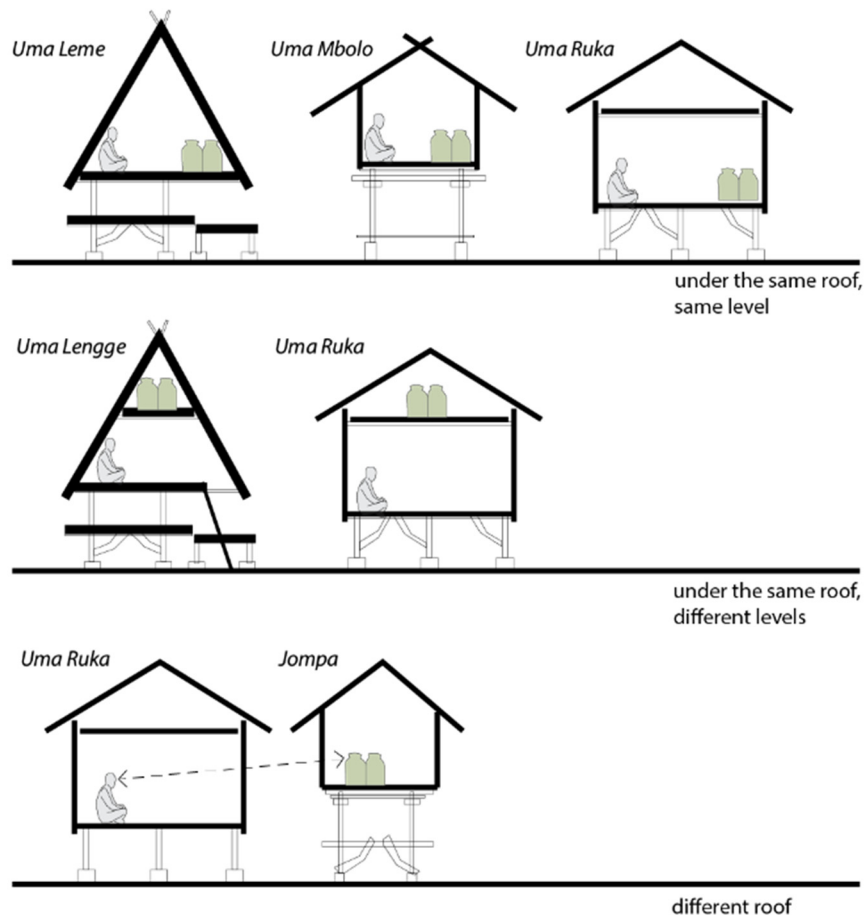 Uma Leme
Uma Mbolo
Uma Ruka
under the same roof,
same level
Uma Lengge
Uma Ruka
under the same roof,
different levels
Uma Ruka
Jompa
different roof